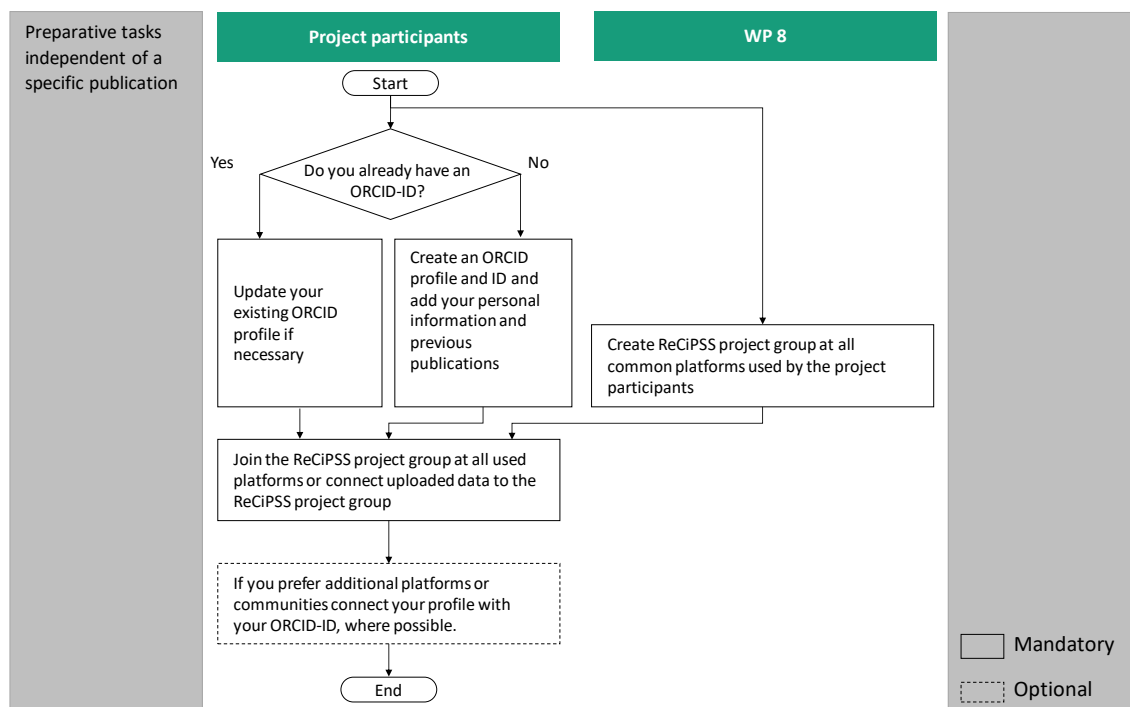 Preparative tasks
independent of a
specific publication
Project participants
WP 8
Start
Yes
No
Do you already have an
ORCID-ID?
Update your
existing ORCID
profile if
necessary
Create an ORCID
profile and ID and
add your personal
information and
previous
publications
Create ReCiPSS project group at all
common platforms used by the project
participants
Join the ReCiPSS project group at all used
platforms or connect uploaded data to the
ReCiPSS project group
If you prefer additional platforms or
communities connect your profile with
your ORCID-ID, where possible.
End
Mandatory
Optional